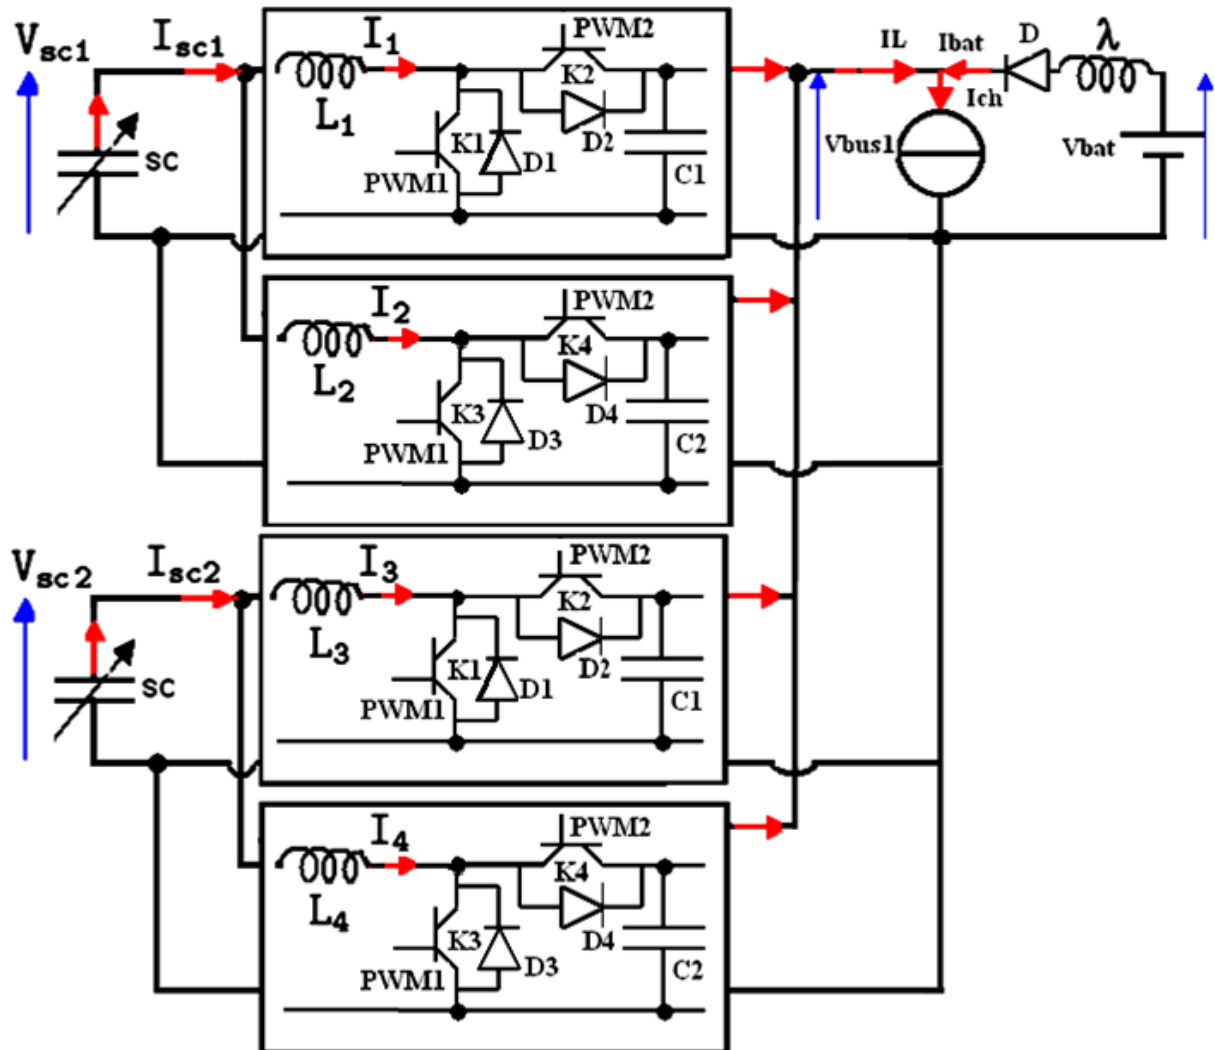 Vsc1
Isc1
I1
PWM2
K2
D2
L1
K1
D1
PWM1
C1
SC
IL
Ibat
D
λ
Ich
Vbus1
Vbat
I2
PWM2
K4
D4
L2
K3
D3
PWM1
C2
Vsc2
Isc2
I3
PWM2
K2
D2
L3
K1
D1
PWM1
C1
SC
I4
PWM2
K4
D4
L4
K3
D3
PWM1
C2